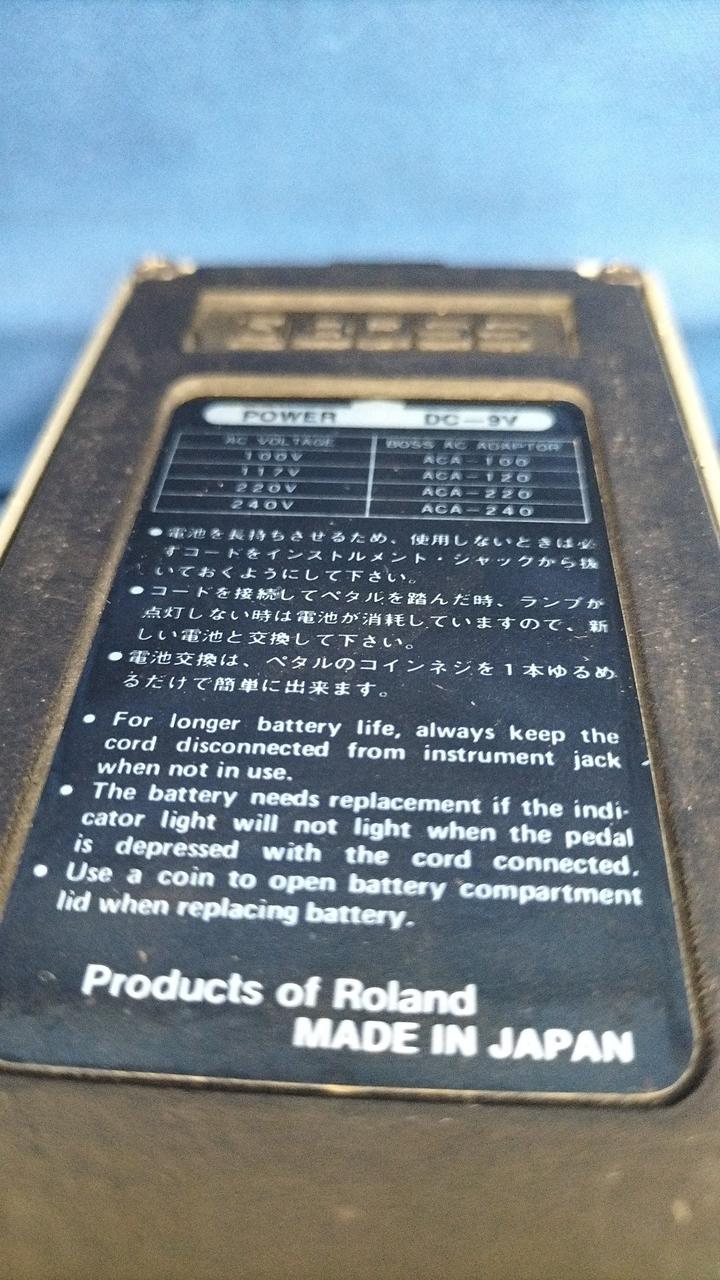 POWER DC—9V
AC VOLTAGE BOSS AC ADAPTOR
100V ACA-100
117V ACA-120
220V ACA-220
240V ACA-240
●電池を長持ちさせるため、使用しないときは必
ずコードをインストルメント・ジャックから抜
いておくようにして下さい。
●コードを接続してペダルを踏んだ時、ランプが
点灯しない時は電池が消耗していますので、新
しい電池と交換して下さい。
●電池交換は、ペダルのコインネジを1本ゆるめ
るだけで簡単に出来ます。
● For longer battery life, always keep the
cord disconnected from instrument jack
when not in use.
● The battery needs replacement if the indi-
cator light will not light when the pedal
is depressed with the cord connected.
● Use a coin to open battery compartment
lid when replacing battery.
Products of Roland
MADE IN JAPAN